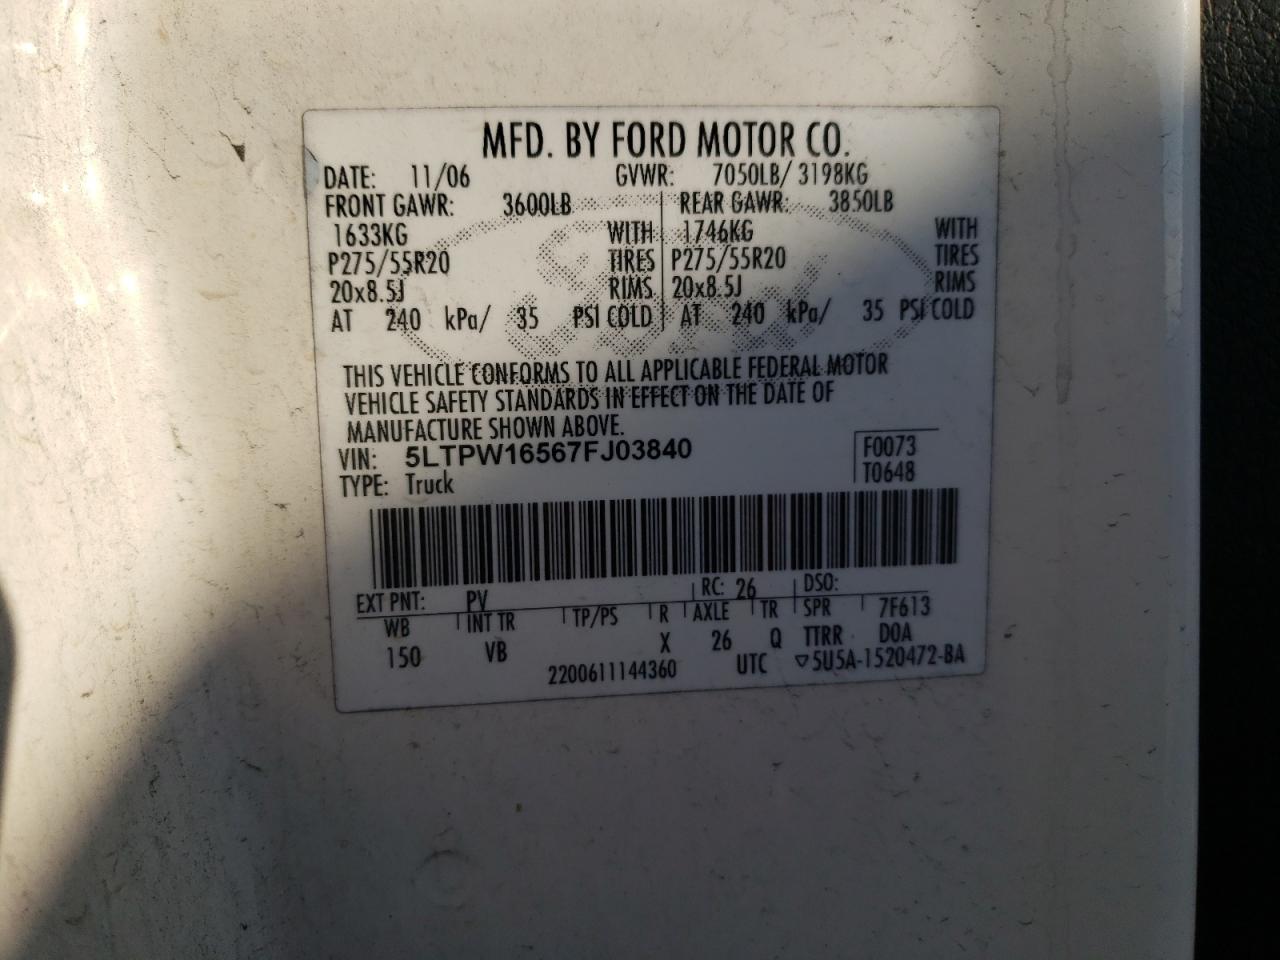 MFD. BY FORD MOTOR CO.
DATE: 11/06 GVWR: 7050LB/ 3198KG
FRONT GAWR: 3600LB REAR GAWR: 3850LB
1633KG WITH 1746KG WITH
P275/55R20 TIRES P275/55R20 TIRES
20x8.5J RIMS 20x8.5J RIMS
AT 240 kPa/ 35 PSI COLD AT 240 kPa/ 35 PSI COLD
THIS VEHICLE CONFORMS TO ALL APPLICABLE FEDERAL MOTOR
VEHICLE SAFETY STANDARDS IN EFFECT ON THE DATE OF
MANUFACTURE SHOWN ABOVE.
VIN: 5LTPW16567FJ03840 F0073
TYPE: Truck T0648
EXT PNT: PV RC: 26 DSO:
WB INT TR TP/PS R AXLE TR SPR 7F613
150 VB X 26 Q TTRR D0A
2200611144360 UTC ▽5U5A-1520472-BA